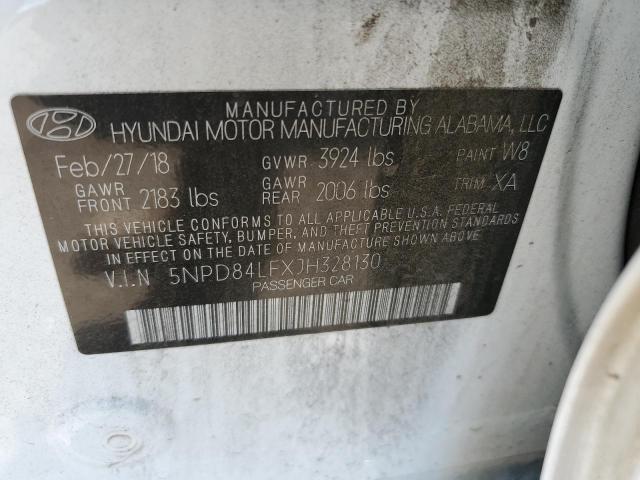 MANUFACTURED BY
HYUNDAI MOTOR MANUFACTURING ALABAMA, LLC
Feb/27/18 GVWR 3924 lbs PAINT W8
GAWR FRONT 2183 lbs GAWR REAR 2006 lbs TRIM XA
THIS VEHICLE CONFORMS TO ALL APPLICABLE U.S.A. FEDERAL
MOTOR VEHICLE SAFETY, BUMPER, AND THEFT PREVENTION STANDARDS
IN EFFECT ON THE DATE OF MANUFACTURE SHOWN ABOVE.
V.I.N 5NPD84LFXJH328130
PASSENGER CAR